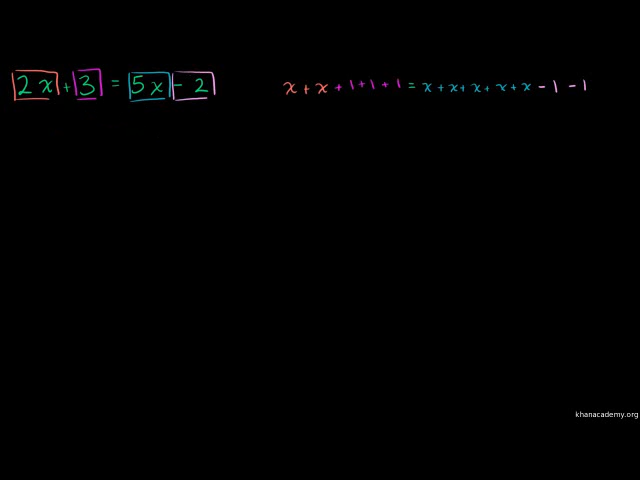 2x + 3 = 5x - 2
x + x + 1 + 1 + 1 = x + x + x + x + x - 1 - 1
khanacademy.org